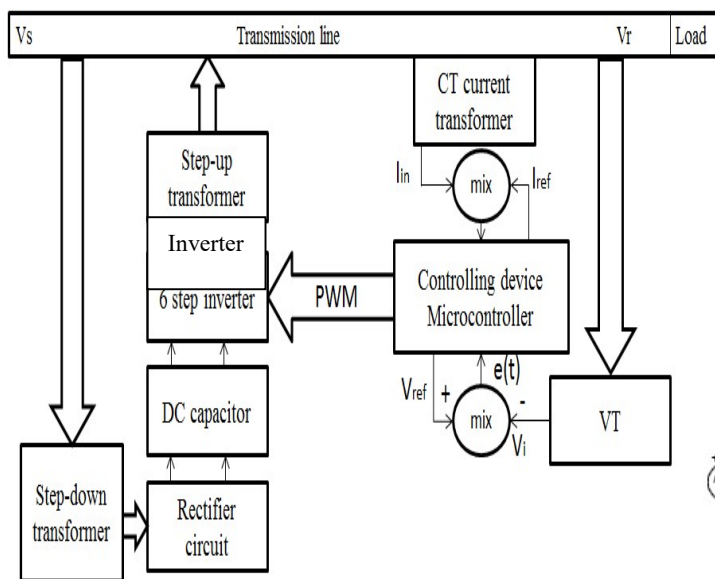 Vs Transmission line Vr Load
CT current
transformer
Step-up
transformer
Iin
mix
Iref
Inverter
6 step inverter
PWM
Controlling device
Microcontroller
Vref
+
e(t)
-
mix
Vi
VT
DC capacitor
Step-down
transformer
Rectifier
circuit